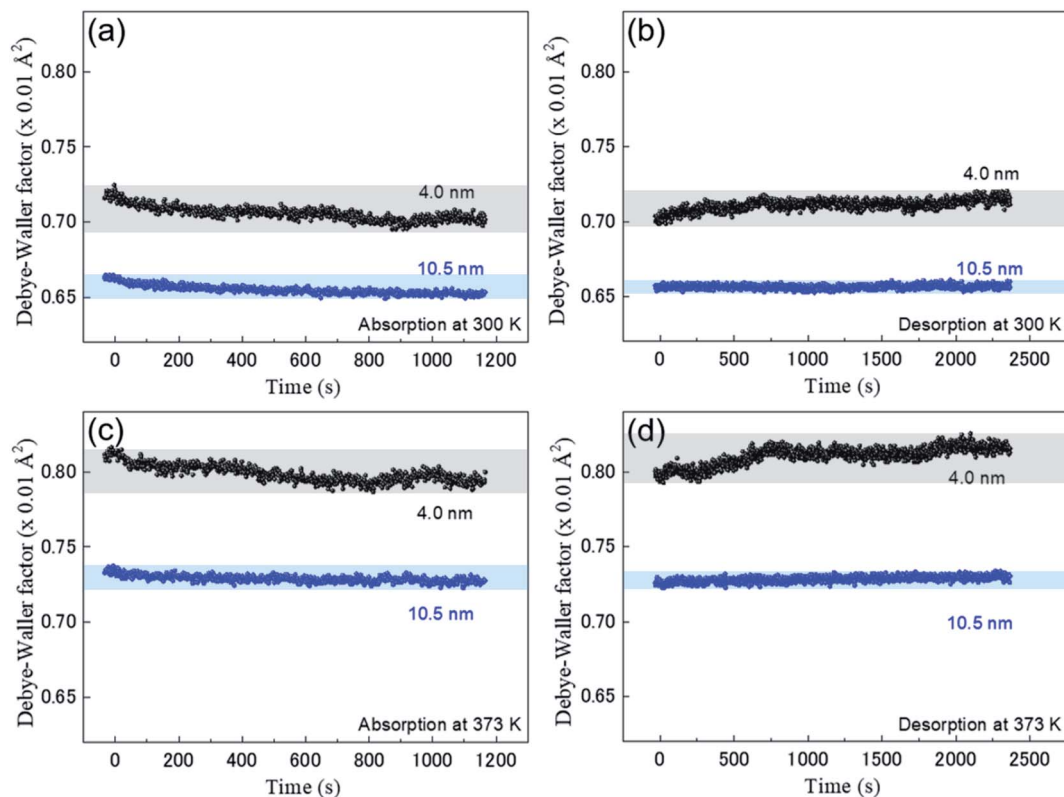 (a)
Debye-Waller factor (x 0.01 Å²)
0.80
0.75
0.70
0.65
4.0 nm
10.5 nm
Absorption at 300 K
0 200 400 600 800 1000 1200
Time (s)
(b)
Debye-Waller factor (x 0.01 Å²)
0.80
0.75
0.70
0.65
4.0 nm
10.5 nm
Desorption at 300 K
0 500 1000 1500 2000 2500
Time (s)
(c)
Debye-Waller factor (x 0.01 Å²)
0.80
0.75
0.70
0.65
4.0 nm
10.5 nm
Absorption at 373 K
0 200 400 600 800 1000 1200
Time (s)
(d)
Debye-Waller factor (x 0.01 Å²)
0.80
0.75
0.70
0.65
4.0 nm
10.5 nm
Desorption at 373 K
0 500 1000 1500 2000 2500
Time (s)